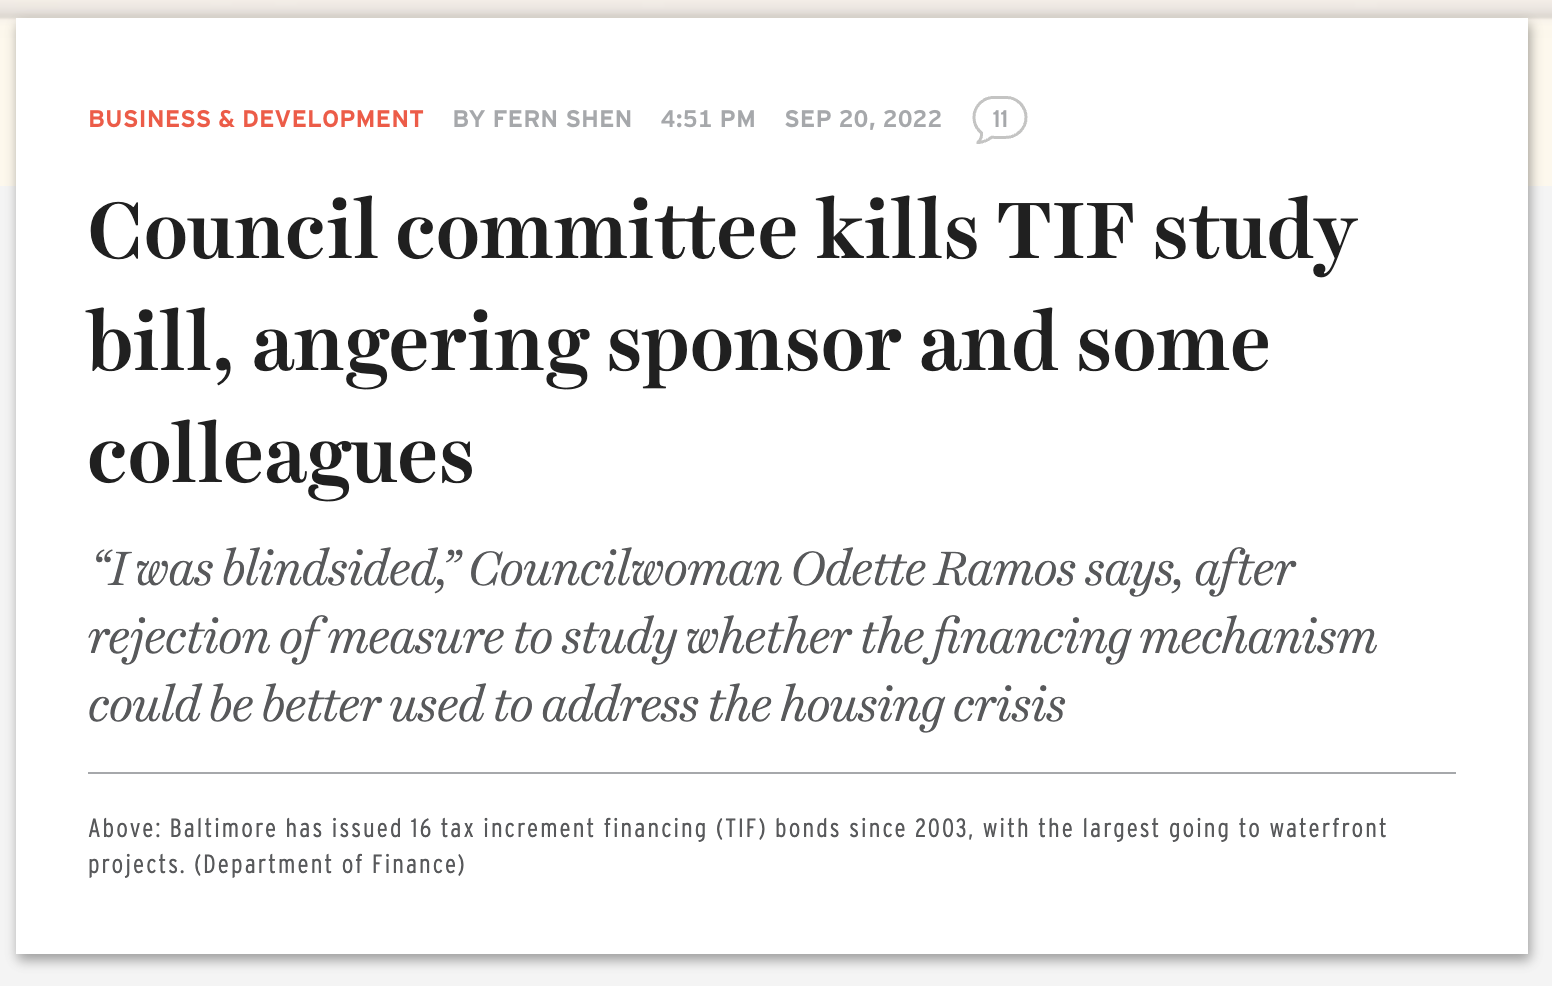 BUSINESS & DEVELOPMENT BY FERN SHEN 4:51 PM SEP 20, 2022 11
Council committee kills TIF study
bill, angering sponsor and some
colleagues
“I was blindsided,” Councilwoman Odette Ramos says, after
rejection of measure to study whether the financing mechanism
could be better used to address the housing crisis
Above: Baltimore has issued 16 tax increment financing (TIF) bonds since 2003, with the largest going to waterfront
projects. (Department of Finance)